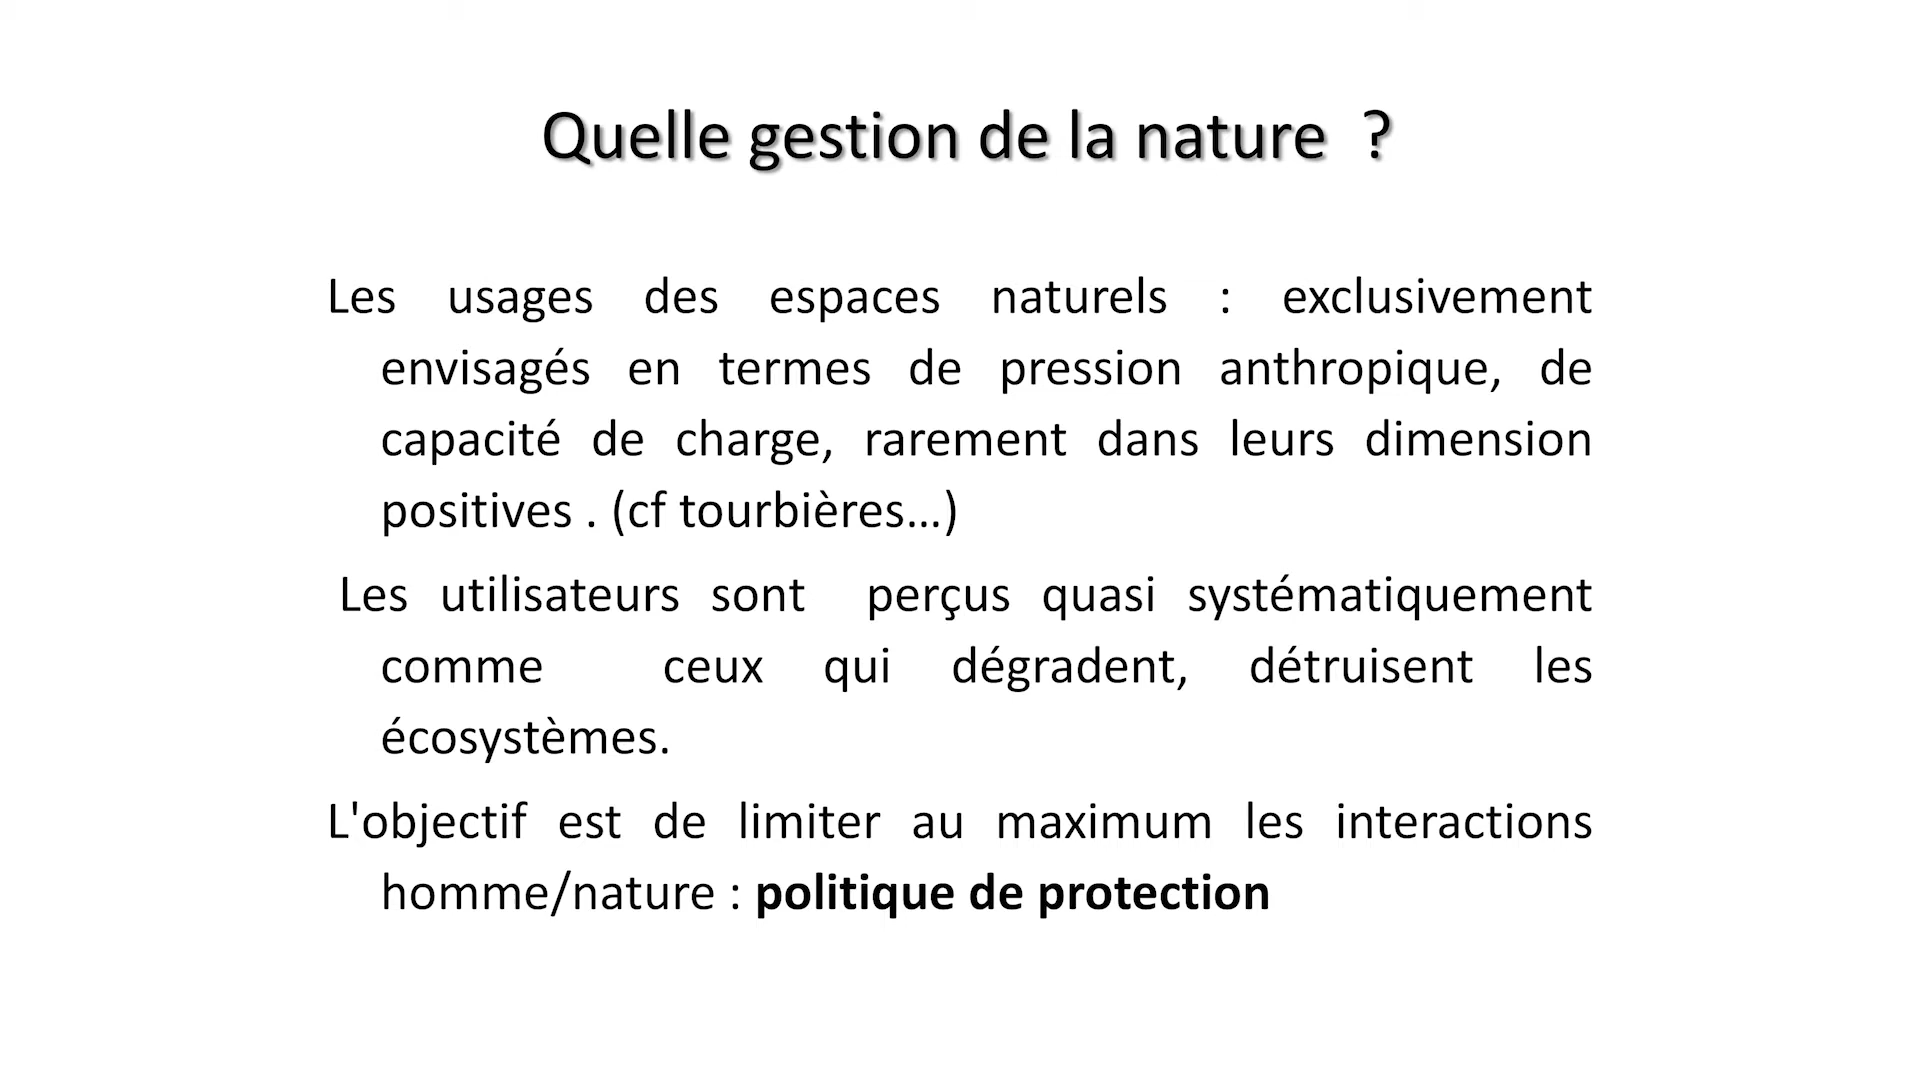 Quelle gestion de la nature ?
Les usages des espaces naturels : exclusivement
envisagés en termes de pression anthropique, de
capacité de charge, rarement dans leurs dimension
positives . (cf tourbières...)
Les utilisateurs sont perçus quasi systématiquement
comme ceux qui dégradent, détruisent les
écosystèmes.
L'objectif est de limiter au maximum les interactions
homme/nature : politique de protection